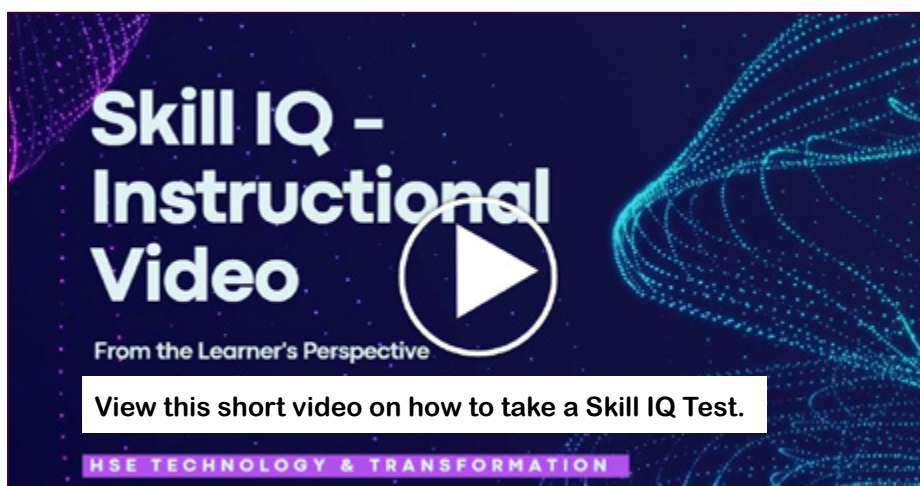 Skill IQ –
Instructional
Video
From the Learner's Perspective
View this short video on how to take a Skill IQ Test.
HSE TECHNOLOGY & TRANSFORMATION